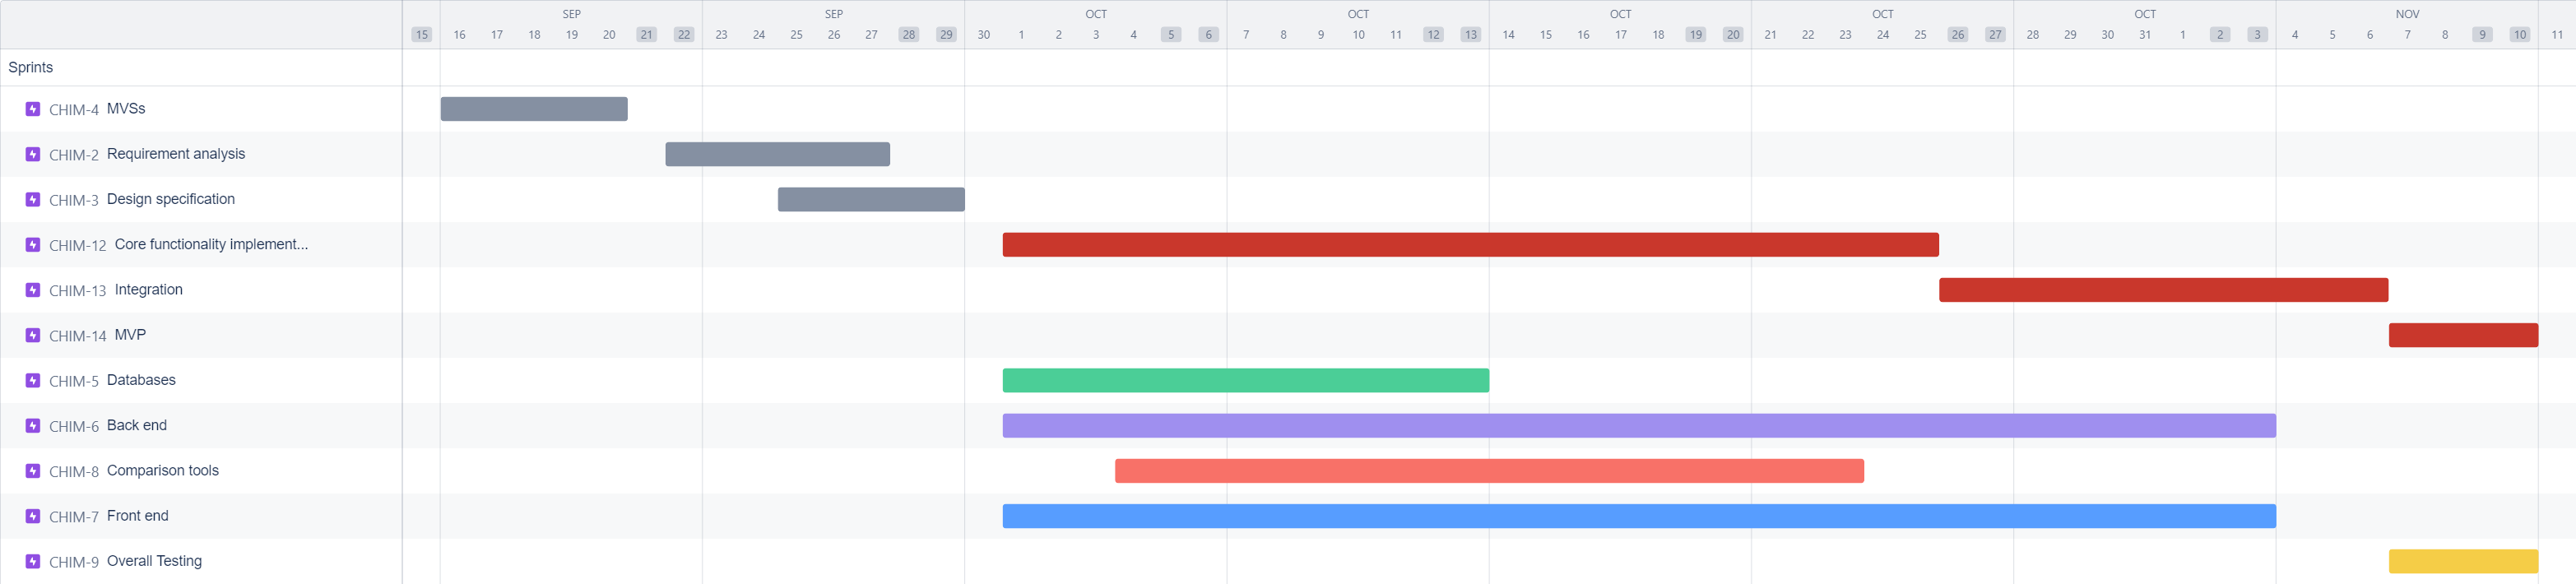 SEP SEP OCT OCT OCT OCT OCT NOV
15 16 17 18 19 20 21 22 23 24 25 26 27 28 29 30 1 2 3 4 5 6 7 8 9 10 11 12 13 14 15 16 17 18 19 20 21 22 23 24 25 26 27 28 29 30 31 1 2 3 4 5 6 7 8 9 10 11
Sprints
CHIM-4 MVSs
CHIM-2 Requirement analysis
CHIM-3 Design specification
CHIM-12 Core functionality implement...
CHIM-13 Integration
CHIM-14 MVP
CHIM-5 Databases
CHIM-6 Back end
CHIM-8 Comparison tools
CHIM-7 Front end
CHIM-9 Overall Testing